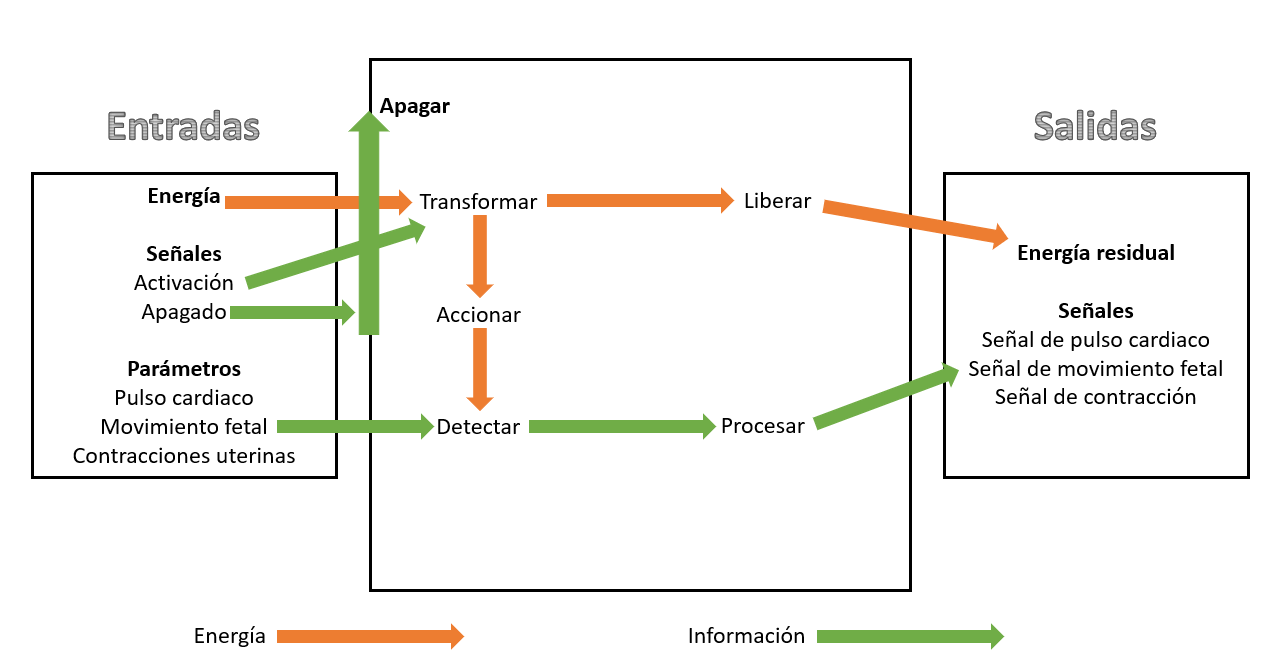 Entradas
Energía
Señales
Activación
Apagado
Parámetros
Pulso cardiaco
Movimiento fetal
Contracciones uterinas
Apagar
Transformar
Liberar
Accionar
Detectar
Procesar
Salidas
Energía residual
Señales
Señal de pulso cardiaco
Señal de movimiento fetal
Señal de contracción
Energía
Información